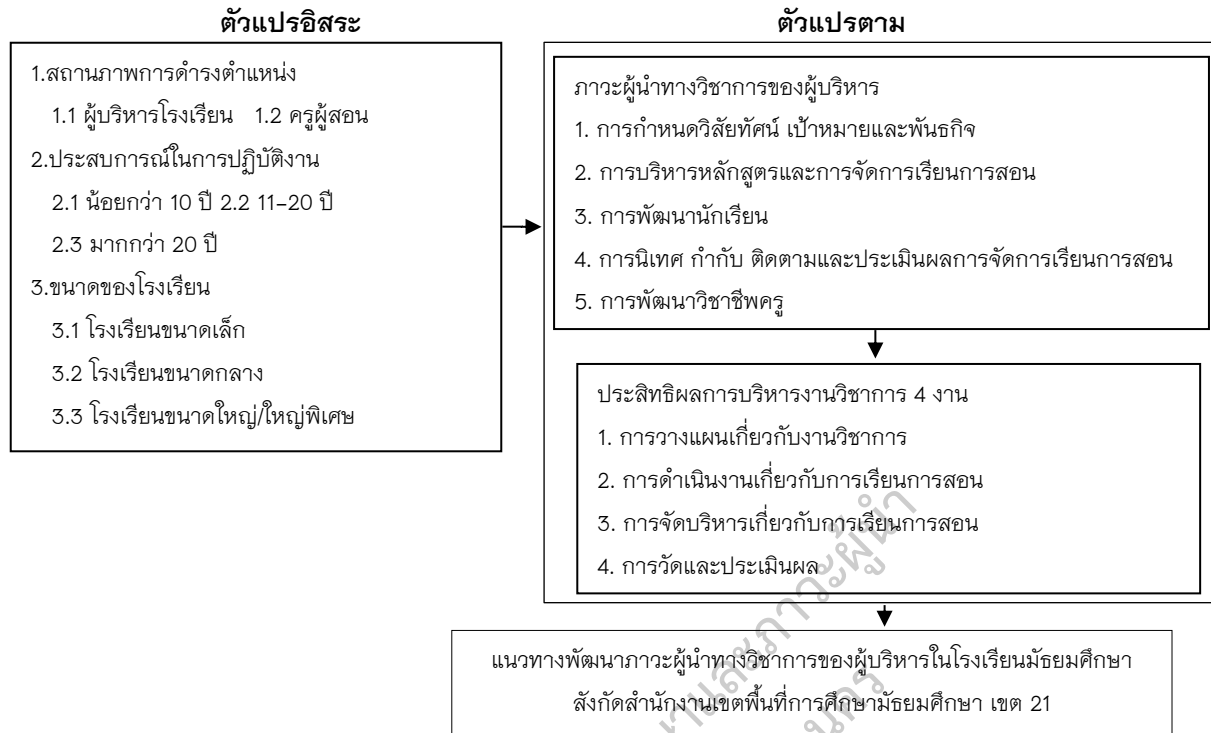 ตัวแปรอิสระ
1.สถานภาพการดำรงตำแหน่ง
1.1 ผู้บริหารโรงเรียน 1.2 ครูผู้สอน
2.ประสบการณ์ในการปฏิบัติงาน
2.1 น้อยกว่า 10 ปี 2.2 11–20 ปี
2.3 มากกว่า 20 ปี
3.ขนาดของโรงเรียน
3.1 โรงเรียนขนาดเล็ก
3.2 โรงเรียนขนาดกลาง
3.3 โรงเรียนขนาดใหญ่/ใหญ่พิเศษ
ตัวแปรตาม
ภาวะผู้นำทางวิชาการของผู้บริหาร
1. การกำหนดวิสัยทัศน์ เป้าหมายและพันธกิจ
2. การบริหารหลักสูตรและการจัดการเรียนการสอน
3. การพัฒนานักเรียน
4. การนิเทศ กำกับ ติดตามและประเมินผลการจัดการเรียนการสอน
5. การพัฒนาวิชาชีพครู
ประสิทธิผลการบริหารงานวิชาการ 4 งาน
1. การวางแผนเกี่ยวกับงานวิชาการ
2. การดำเนินงานเกี่ยวกับการเรียนการสอน
3. การจัดบริหารเกี่ยวกับการเรียนการสอน
4. การวัดและประเมินผล
แนวทางพัฒนาภาวะผู้นำทางวิชาการของผู้บริหารในโรงเรียนมัธยมศึกษา
สังกัดสำนักงานเขตพื้นที่การศึกษามัธยมศึกษา เขต 21